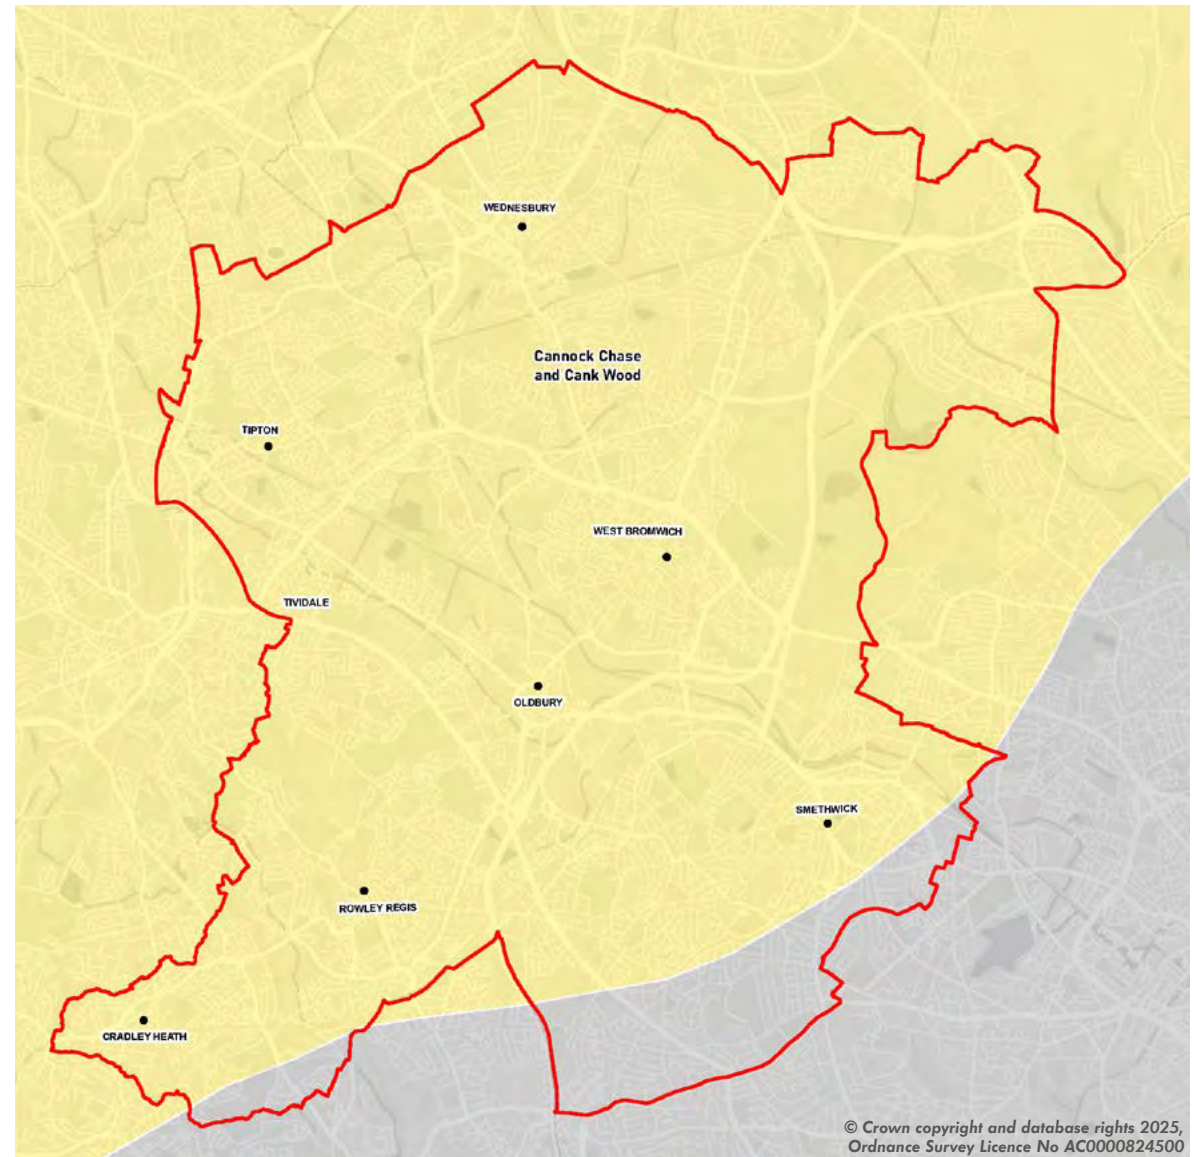 WEDNESBURY
Cannock Chase
and Cank Wood
TIPTON
WEST BROMWICH
TIVIDALE
OLDBURY
SMETHWICK
ROWLEY REGIS
CRADLEY HEATH
© Crown copyright and database rights 2025,
Ordnance Survey Licence No AC0000824500